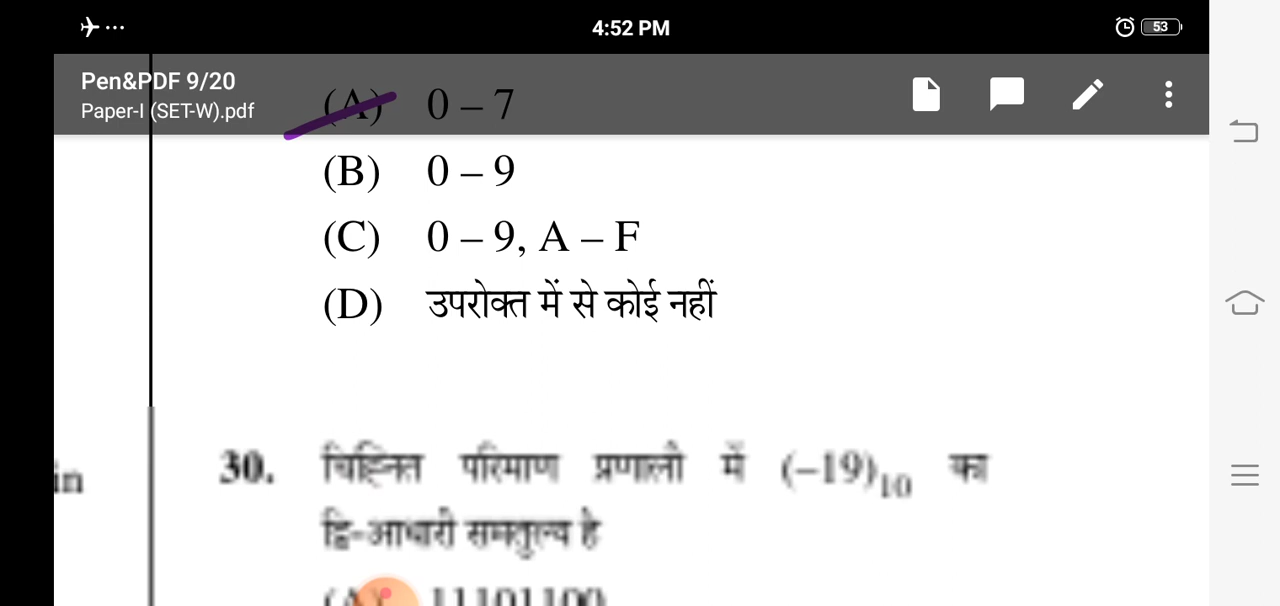 4:52 PM
53
Pen&PDF 9/20
Paper-I (SET-W).pdf
(A) 0 – 7
(B) 0 – 9
(C) 0 – 9, A – F
(D) उपरोक्त में से कोई नहीं
in
30. चिह्नित परिमाण प्रणाली में (–19)10 का
द्वि-आधारी समतुल्य है
(A) 11101100